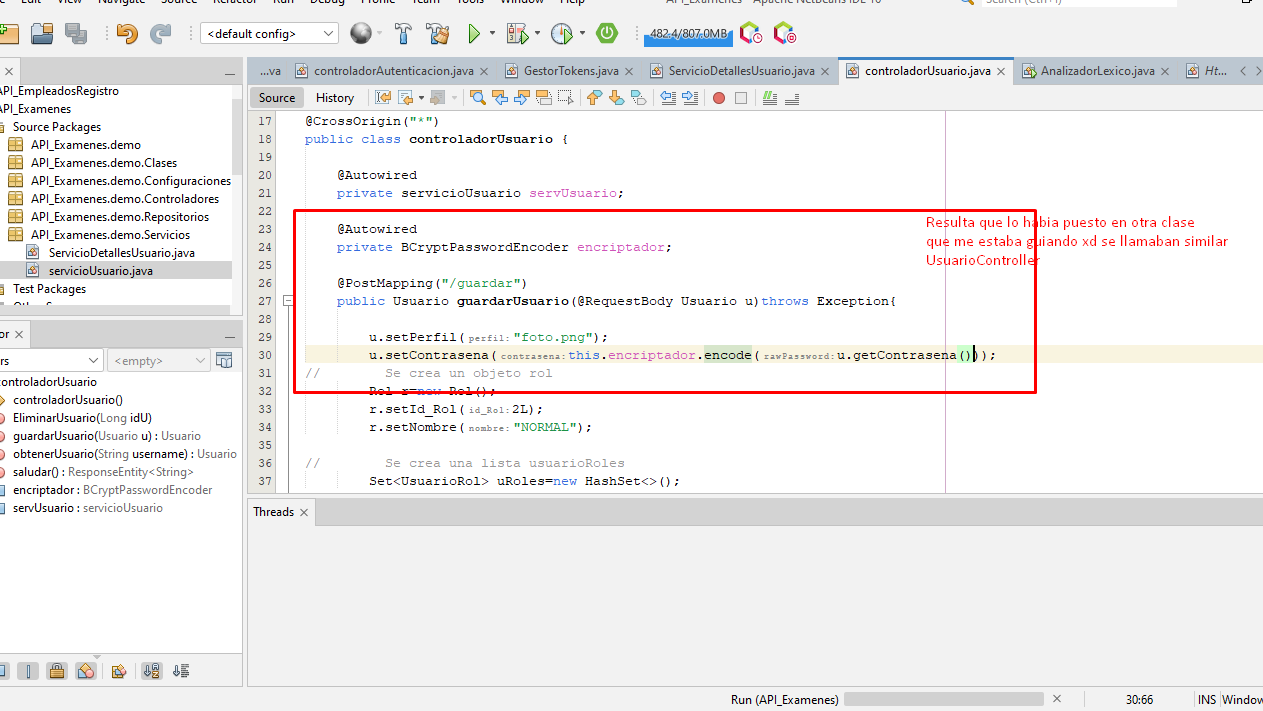 Edit View Navigate Source Refactor Run Debug Profile Team Tools Window Help API_Examenes - Apache NetBeans IDE 16 Search (Ctrl+I)
<default config> 482.4/807.0MB
...va controladorAutenticacion.java GestorTokens.java ServicioDetallesUsuario.java controladorUsuario.java AnalizadorLexico.java Ht...
API_EmpleadosRegistro
API_Examenes
Source Packages
API_Examenes.demo
API_Examenes.demo.Clases
API_Examenes.demo.Configuraciones
API_Examenes.demo.Controladores
API_Examenes.demo.Repositorios
API_Examenes.demo.Servicios
ServicioDetallesUsuario.java
servicioUsuario.java
Test Packages
or
rs <empty>
controladorUsuario
controladorUsuario()
EliminarUsuario(Long idU)
guardarUsuario(Usuario u) : Usuario
obtenerUsuario(String username) : Usuario
saludar() : ResponseEntity<String>
encriptador : BCryptPasswordEncoder
servUsuario : servicioUsuario
Source History
17 @CrossOrigin("*")
18 public class controladorUsuario {
19
20 @Autowired
21 private servicioUsuario servUsuario;
22
23 @Autowired
24 private BCryptPasswordEncoder encriptador;
25
26 @PostMapping("/guardar")
27 public Usuario guardarUsuario(@RequestBody Usuario u)throws Exception{
28
29 u.setPerfil(perfil:"foto.png");
30 u.setContrasena(contrasena:this.encriptador.encode(rawPassword:u.getContrasena()));
31 // Se crea un objeto rol
32 Rol r=new Rol();
33 r.setId_Rol(id_Rol:2L);
34 r.setNombre(nombre:"NORMAL");
35
36 // Se crea una lista usuarioRoles
37 Set<UsuarioRol> uRoles=new HashSet<>();
Resulta que lo habia puesto en otra clase
que me estaba guiando xd se llamaban similar
UsuarioController
Threads
Run (API_Examenes) 30:66 INS Window